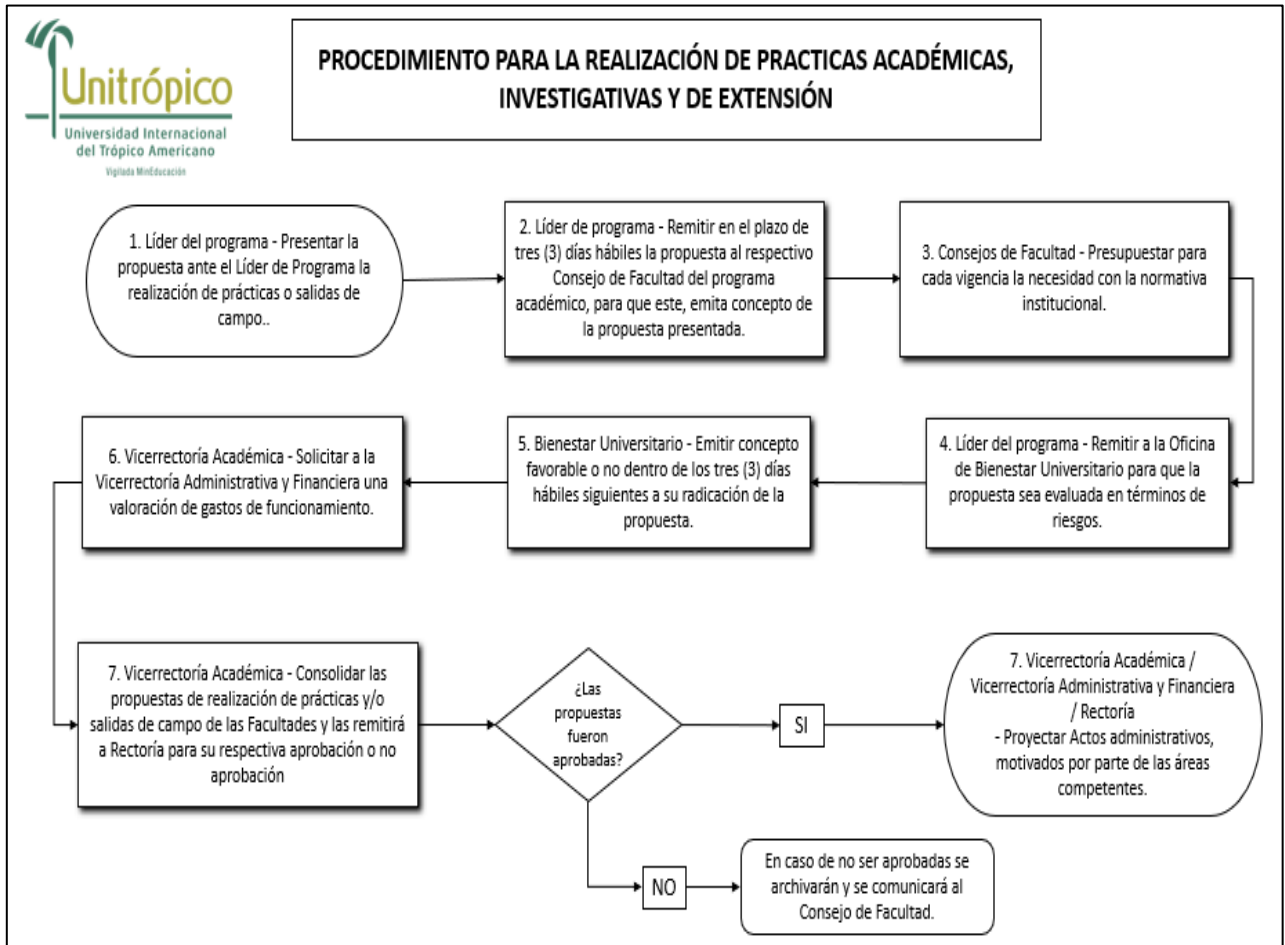 Unitrópico
Universidad Internacional
del Trópico Americano
Vigilada MinEducación
PROCEDIMIENTO PARA LA REALIZACIÓN DE PRACTICAS ACADÉMICAS,
INVESTIGATIVAS Y DE EXTENSIÓN
1. Líder del programa - Presentar la
propuesta ante el Líder de Programa la
realización de prácticas o salidas de
campo..
2. Líder de programa - Remitir en el plazo de
tres (3) días hábiles la propuesta al respectivo
Consejo de Facultad del programa
académico, para que este, emita concepto de
la propuesta presentada.
3. Consejos de Facultad - Presupuestar para
cada vigencia la necesidad con la normativa
institucional.
4. Líder del programa - Remitir a la Oficina
de Bienestar Universitario para que la
propuesta sea evaluada en términos de
riesgos.
5. Bienestar Universitario - Emitir concepto
favorable o no dentro de los tres (3) días
hábiles siguientes a su radicación de la
propuesta.
6. Vicerrectoría Académica - Solicitar a la
Vicerrectoría Administrativa y Financiera una
valoración de gastos de funcionamiento.
7. Vicerrectoría Académica - Consolidar las
propuestas de realización de prácticas y/o
salidas de campo de las Facultades y las remitirá
a Rectoría para su respectiva aprobación o no
aprobación
¿Las
propuestas
fueron
aprobadas?
SI
7. Vicerrectoría Académica /
Vicerrectoría Administrativa y Financiera
/ Rectoría
- Proyectar Actos administrativos,
motivados por parte de las áreas
competentes.
NO
En caso de no ser aprobadas se
archivarán y se comunicará al
Consejo de Facultad.